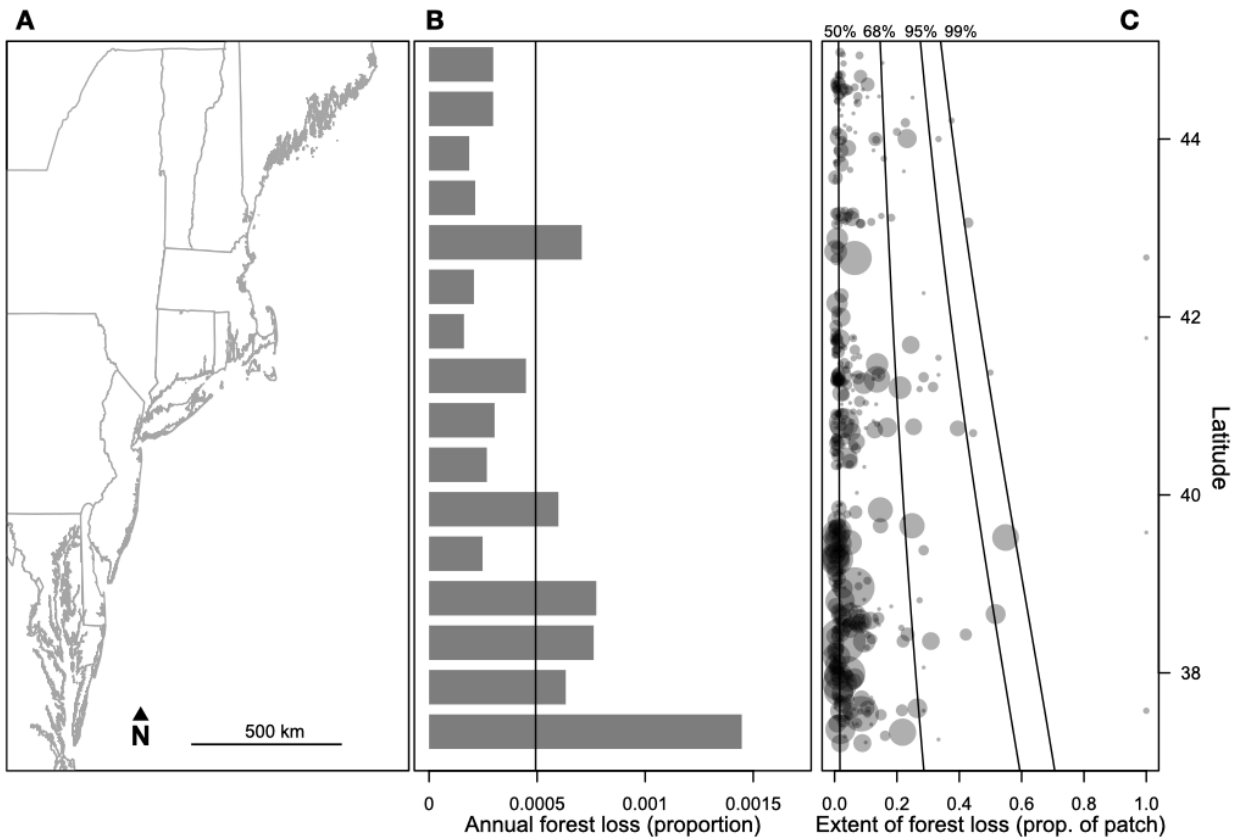 A
B
C
50% 68% 95% 99%
44
42
40
38
Latitude
N
500 km
0 0.0005 0.001 0.0015
Annual forest loss (proportion)
0.0 0.2 0.4 0.6 0.8 1.0
Extent of forest loss (prop. of patch)